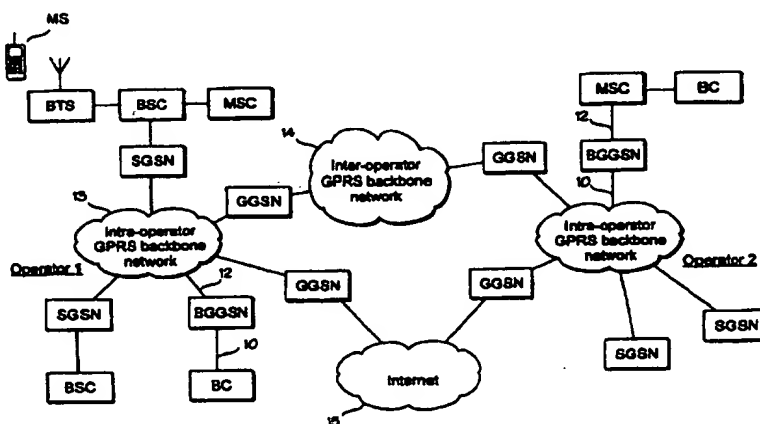 MS
BTS
BSC
MSC
SGSN
13
Intra-operator
GPRS backbone
network
Operator 1
SGSN
BSC
12
BGGSN
10
BC
GGSN
14
Inter-operator
GPRS backbone
network
GGSN
GGSN
Internet
15
GGSN
MSC
BC
12
BGGSN
10
Intra-operator
GPRS backbone
network
Operator 2
SGSN
SGSN